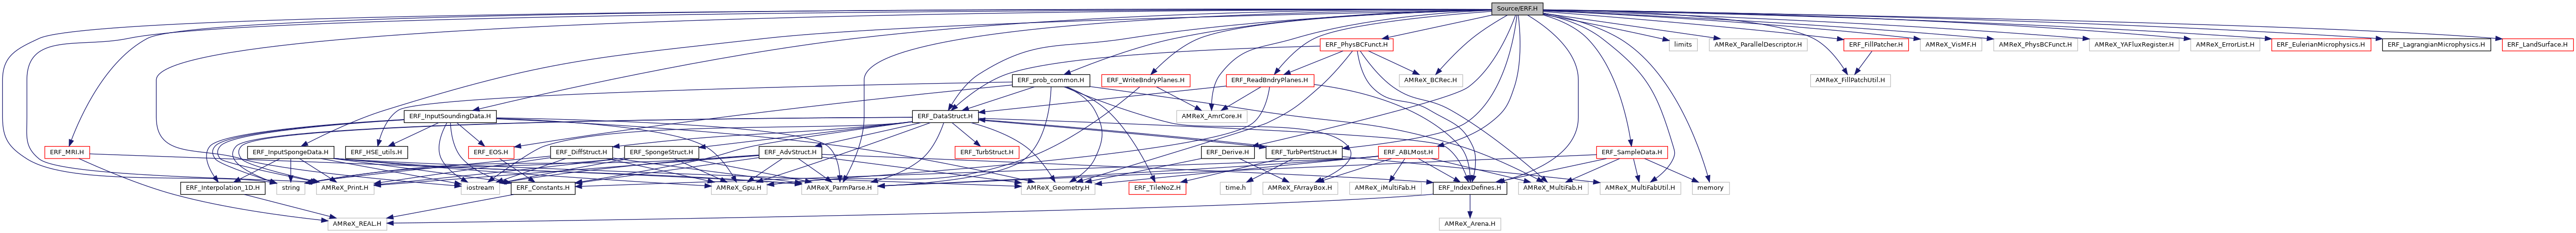 Source/ERF.H
ERF_PhysBCFunct.H
limits
AMReX_ParallelDescriptor.H
ERF_FillPatcher.H
AMReX_VisMF.H
AMReX_PhysBCFunct.H
AMReX_YAFluxRegister.H
AMReX_ErrorList.H
ERF_EulerianMicrophysics.H
ERF_LagrangianMicrophysics.H
ERF_LandSurface.H
ERF_prob_common.H
ERF_WriteBndryPlanes.H
ERF_ReadBndryPlanes.H
AMReX_BCRec.H
AMReX_FillPatchUtil.H
ERF_InputSoundingData.H
ERF_DataStruct.H
AMReX_AmrCore.H
ERF_MRI.H
ERF_InputSpongeData.H
ERF_HSE_utils.H
ERF_EOS.H
ERF_DiffStruct.H
ERF_SpongeStruct.H
ERF_AdvStruct.H
ERF_TurbStruct.H
ERF_Derive.H
ERF_TurbPertStruct.H
ERF_ABLMost.H
ERF_SampleData.H
ERF_Interpolation_1D.H
string
AMReX_Print.H
iostream
ERF_Constants.H
AMReX_Gpu.H
AMReX_ParmParse.H
AMReX_Geometry.H
ERF_TileNoZ.H
time.h
AMReX_FArrayBox.H
AMReX_iMultiFab.H
ERF_IndexDefines.H
AMReX_MultiFab.H
AMReX_MultiFabUtil.H
memory
AMReX_REAL.H
AMReX_Arena.H